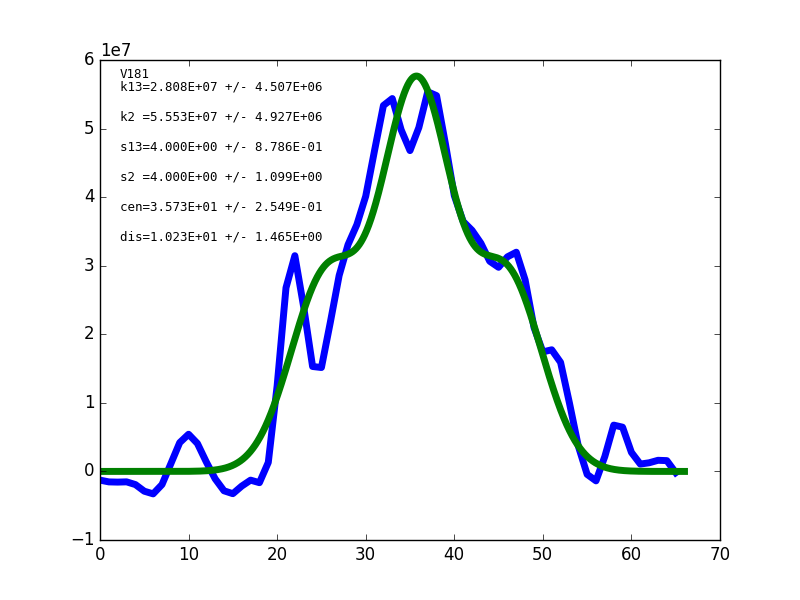 1e7
6
V181
k13=2.808E+07 +/- 4.507E+06
k2 =5.553E+07 +/- 4.927E+06
5
s13=4.000E+00 +/- 8.786E-01
s2 =4.000E+00 +/- 1.099E+00
4
cen=3.573E+01 +/- 2.549E-01
dis=1.023E+01 +/- 1.465E+00
3
2
1
0
−1
0 10 20 30 40 50 60 70